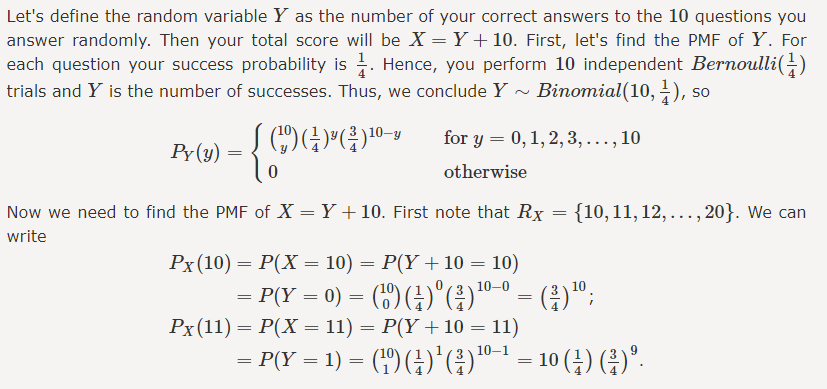 Let's define the random variable Y as the number of your correct answers to the 10 questions you
answer randomly. Then your total score will be X = Y + 10. First, let's find the PMF of Y. For
each question your success probability is 1/4. Hence, you perform 10 independent Bernoulli(1/4)
trials and Y is the number of successes. Thus, we conclude Y ~ Binomial(10, 1/4), so
P_Y(y) = { (10 choose y)(1/4)^y(3/4)^{10−y} for y = 0, 1, 2, 3, . . . , 10
0 otherwise
Now we need to find the PMF of X = Y + 10. First note that R_X = {10, 11, 12, . . . , 20}. We can
write
P_X(10) = P(X = 10) = P(Y + 10 = 10)
= P(Y = 0) = (10 choose 0)(1/4)^0(3/4)^{10−0} = (3/4)^{10};
P_X(11) = P(X = 11) = P(Y + 10 = 11)
= P(Y = 1) = (10 choose 1)(1/4)^1(3/4)^{10−1} = 10(1/4)(3/4)^9.